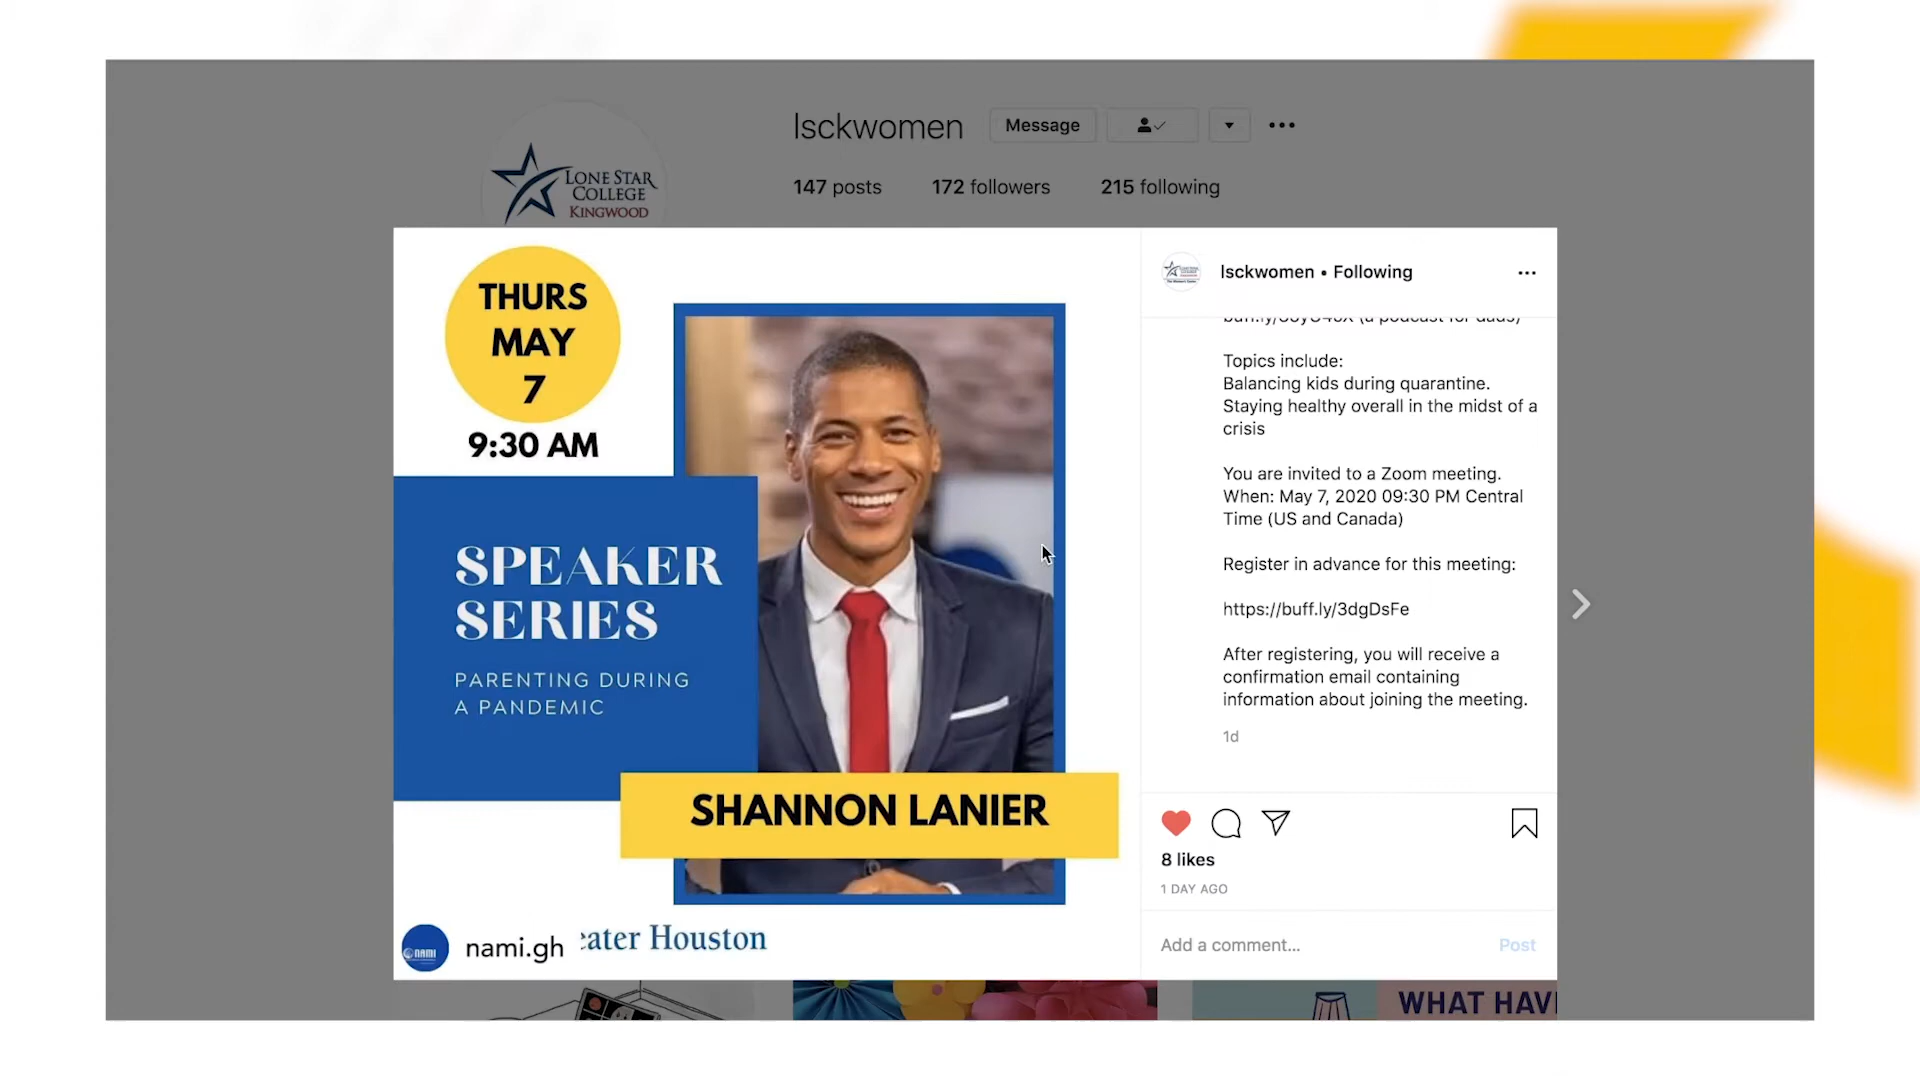 lsckwomen
Message
147 posts
172 followers
215 following
LONE STAR
COLLEGE
KINGWOOD
THURS
MAY
7
9:30 AM
SPEAKER
SERIES
PARENTING DURING
A PANDEMIC
SHANNON LANIER
NAMI
nami.gh
eater Houston
lsckwomen • Following
(a podcast for dads)
Topics include:
Balancing kids during quarantine.
Staying healthy overall in the midst of a
crisis
You are invited to a Zoom meeting.
When: May 7, 2020 09:30 PM Central
Time (US and Canada)
Register in advance for this meeting:
https://buff.ly/3dgDsFe
After registering, you will receive a
confirmation email containing
information about joining the meeting.
1d
8 likes
1 DAY AGO
Add a comment...
Post
WHAT HAV